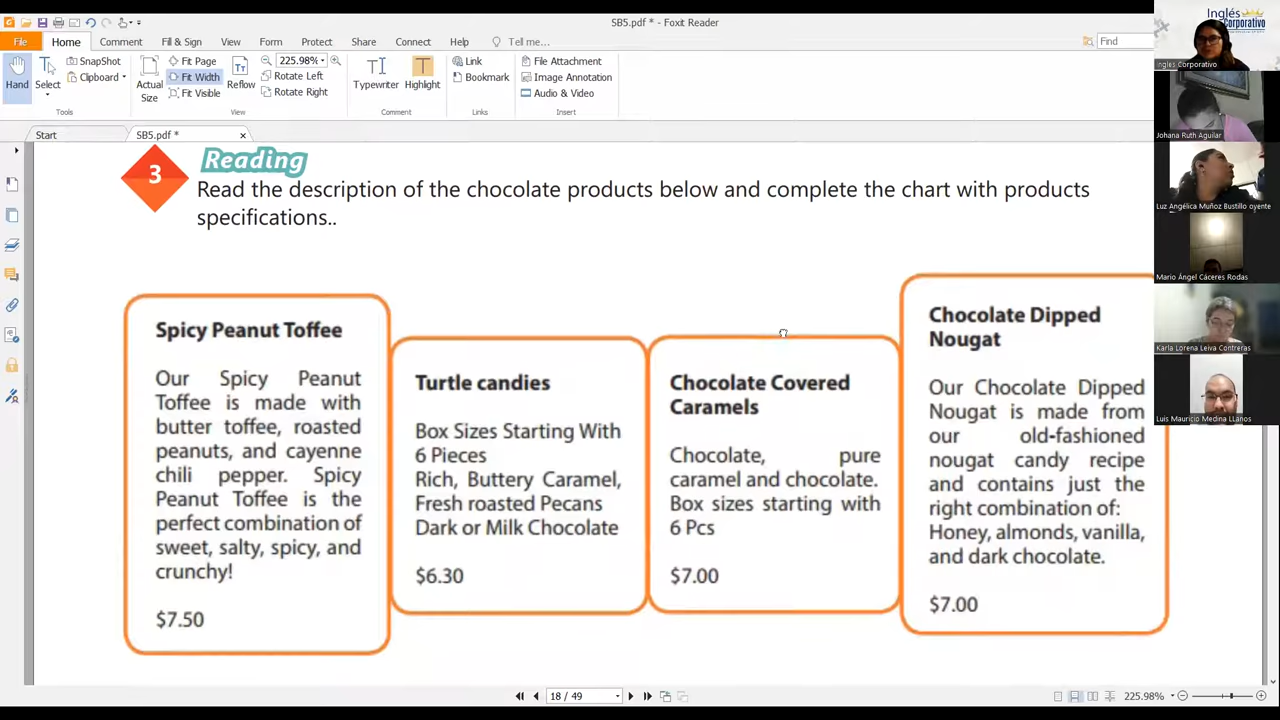 SB5.pdf * - Foxit Reader
File
Home
Comment
Fill & Sign
View
Form
Protect
Share
Connect
Help
Tell me...
Find
Hand
Select
SnapShot
Clipboard
Actual
Size
Fit Page
Fit Width
Fit Visible
Reflow
225.98%
Rotate Left
Rotate Right
Typewriter
Highlight
Link
Bookmark
File Attachment
Image Annotation
Audio & Video
Tools
View
Comment
Links
Insert
Start
SB5.pdf *
3
Reading
Read the description of the chocolate products below and complete the chart with products
specifications..
Spicy Peanut Toffee
Our Spicy Peanut
Toffee is made with
butter toffee, roasted
peanuts, and cayenne
chili pepper. Spicy
Peanut Toffee is the
perfect combination of
sweet, salty, spicy, and
crunchy!
$7.50
Turtle candies
Box Sizes Starting With
6 Pieces
Rich, Buttery Caramel,
Fresh roasted Pecans
Dark or Milk Chocolate
$6.30
Chocolate Covered
Caramels
Chocolate, pure
caramel and chocolate.
Box sizes starting with
6 Pcs
$7.00
Chocolate Dipped
Nougat
Our Chocolate Dipped
Nougat is made from
our old-fashioned
nougat candy recipe
and contains just the
right combination of:
Honey, almonds, vanilla,
and dark chocolate.
$7.00
Inglés
Corporativo
Inglés Corporativo
Johana Ruth Aguilar
Luz Angélica Muñoz Bustillo oyente
Mario Ángel Cáceres Rodas
Karla Lorena Leiva Contreras
Luis Mauricio Medina LLanos
18 / 49
225.98%